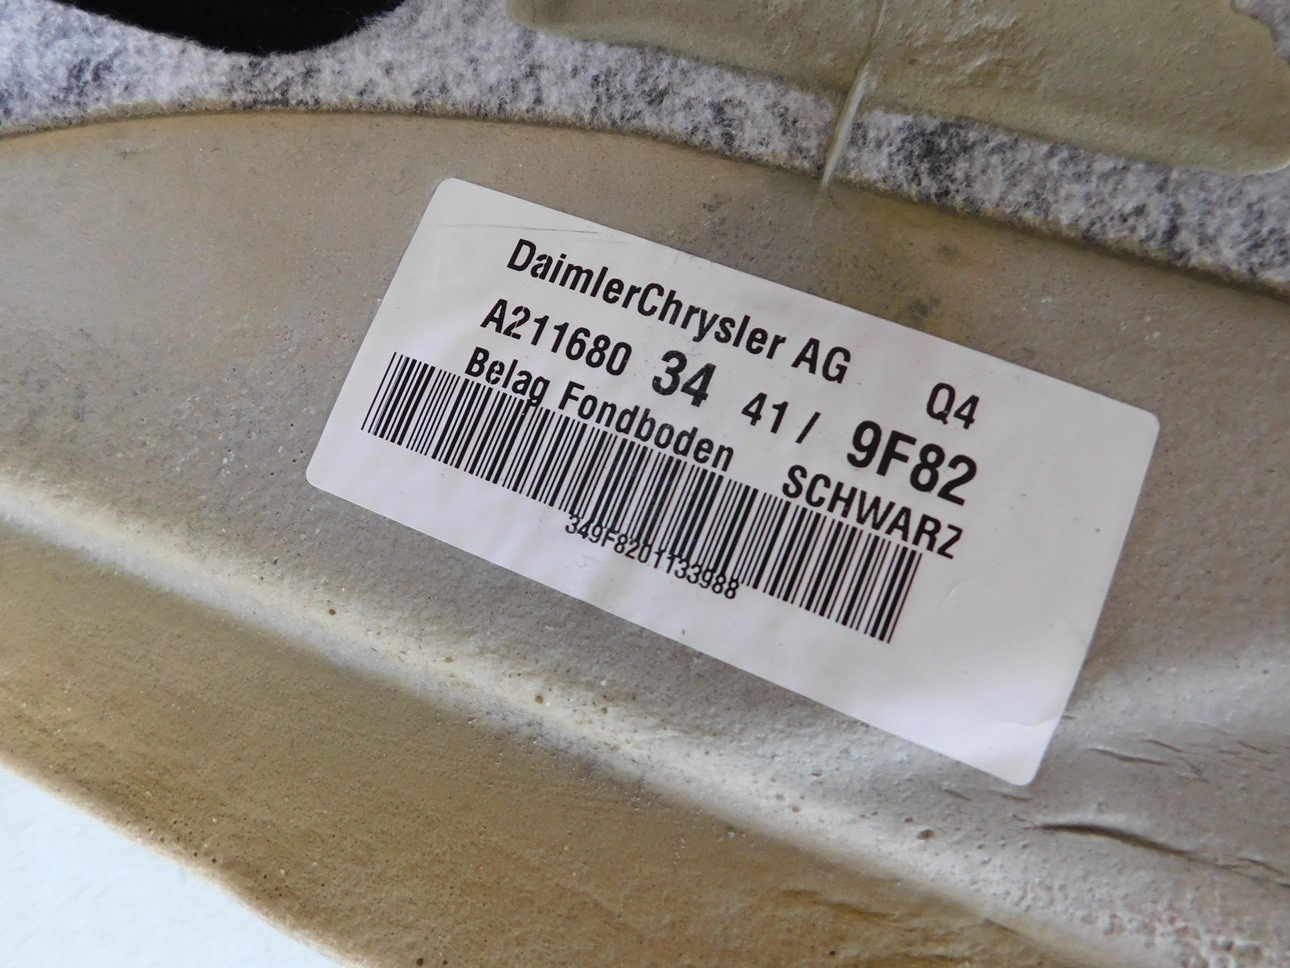 DaimlerChrysler AG Q4
A211680 34 41 / 9F82
Belag Fondboden SCHWARZ
349F8201133988